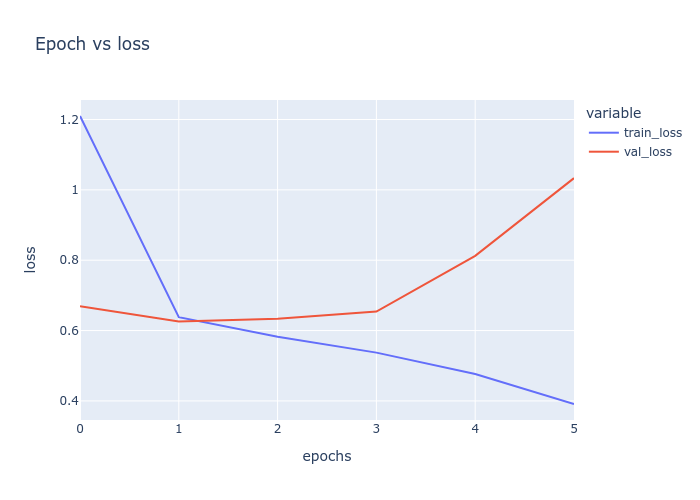 Epoch vs loss
variable
train_loss
val_loss
1.2
1
0.8
0.6
0.4
loss
0 1 2 3 4 5
epochs